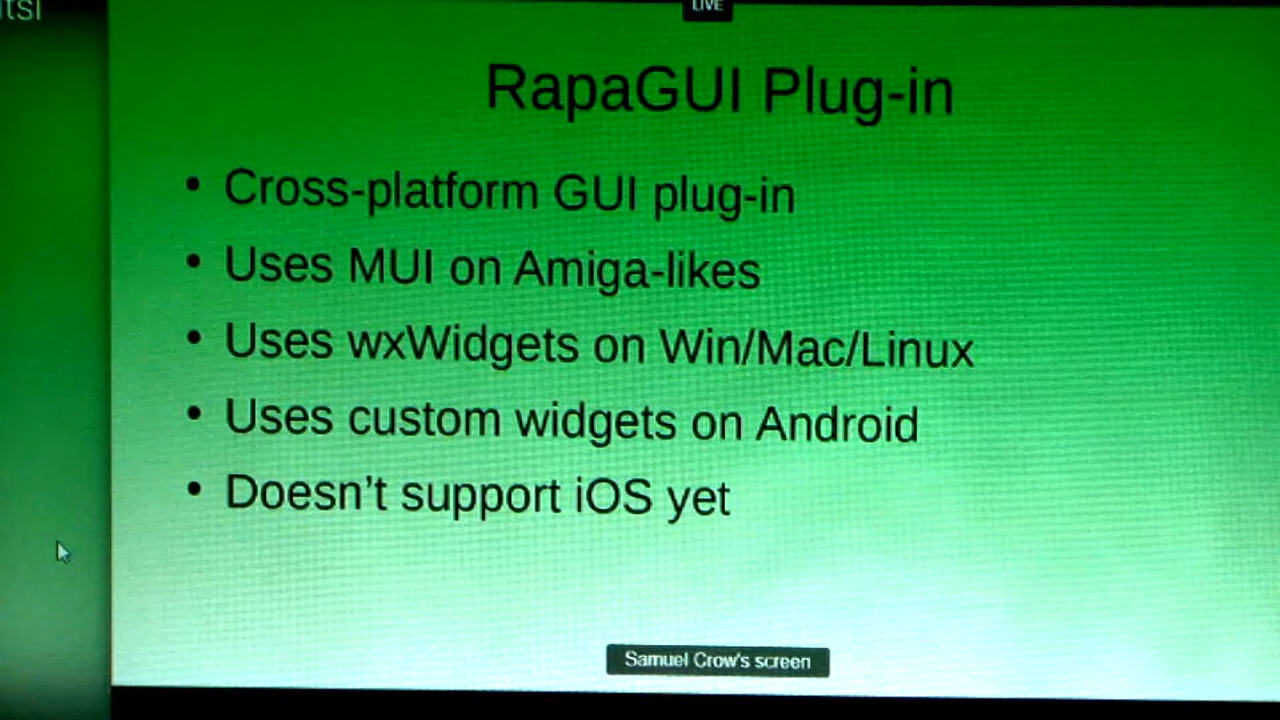 itsi
LIVE
RapaGUI Plug-in
• Cross-platform GUI plug-in
• Uses MUI on Amiga-likes
• Uses wxWidgets on Win/Mac/Linux
• Uses custom widgets on Android
• Doesn’t support iOS yet
Samuel Crow's screen